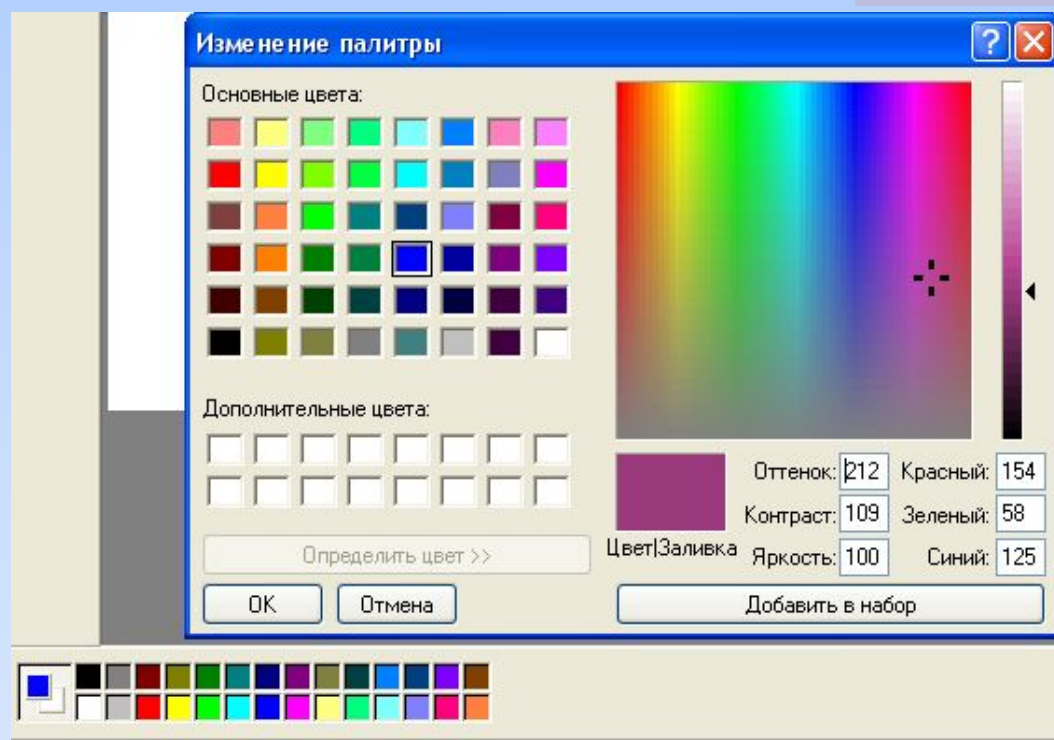 Изменение палитры
Основные цвета:
Дополнительные цвета:
Определить цвет >>
OK
Отмена
Цвет|Заливка
Оттенок: 212
Контраст: 109
Яркость: 100
Красный: 154
Зеленый: 58
Синий: 125
Добавить в набор